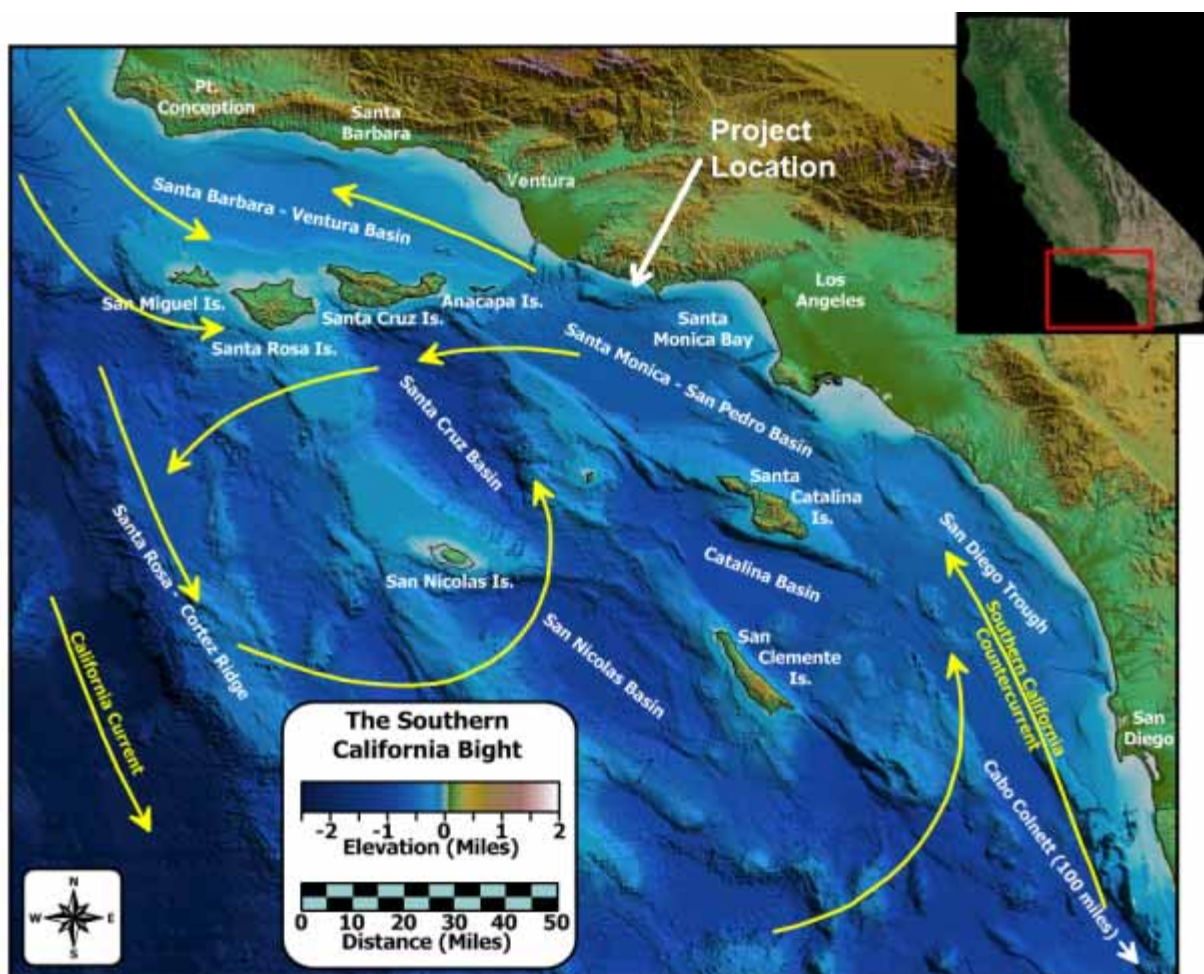 Pt.
Conception
Santa
Barbara
Ventura
Project
Location
Santa Barbara - Ventura Basin
Los
Angeles
San Miguel Is.
Santa Rosa Is.
Santa Cruz Is.
Anacapa Is.
Santa
Monica Bay
Santa Monica - San Pedro Basin
Santa Cruz Basin
Santa
Catalina
Is.
San Nicolas Is.
Catalina Basin
San Diego Trough
Santa Rosa - Cortez Ridge
San Nicolas Basin
San
Clemente
Is.
Southern California
Countercurrent
California Current
San
Diego
Cabo Colnett (100 miles)
The Southern
California Bight
-2 -1 0 1 2
Elevation (Miles)
0 10 20 30 40 50
Distance (Miles)
N
W E
S